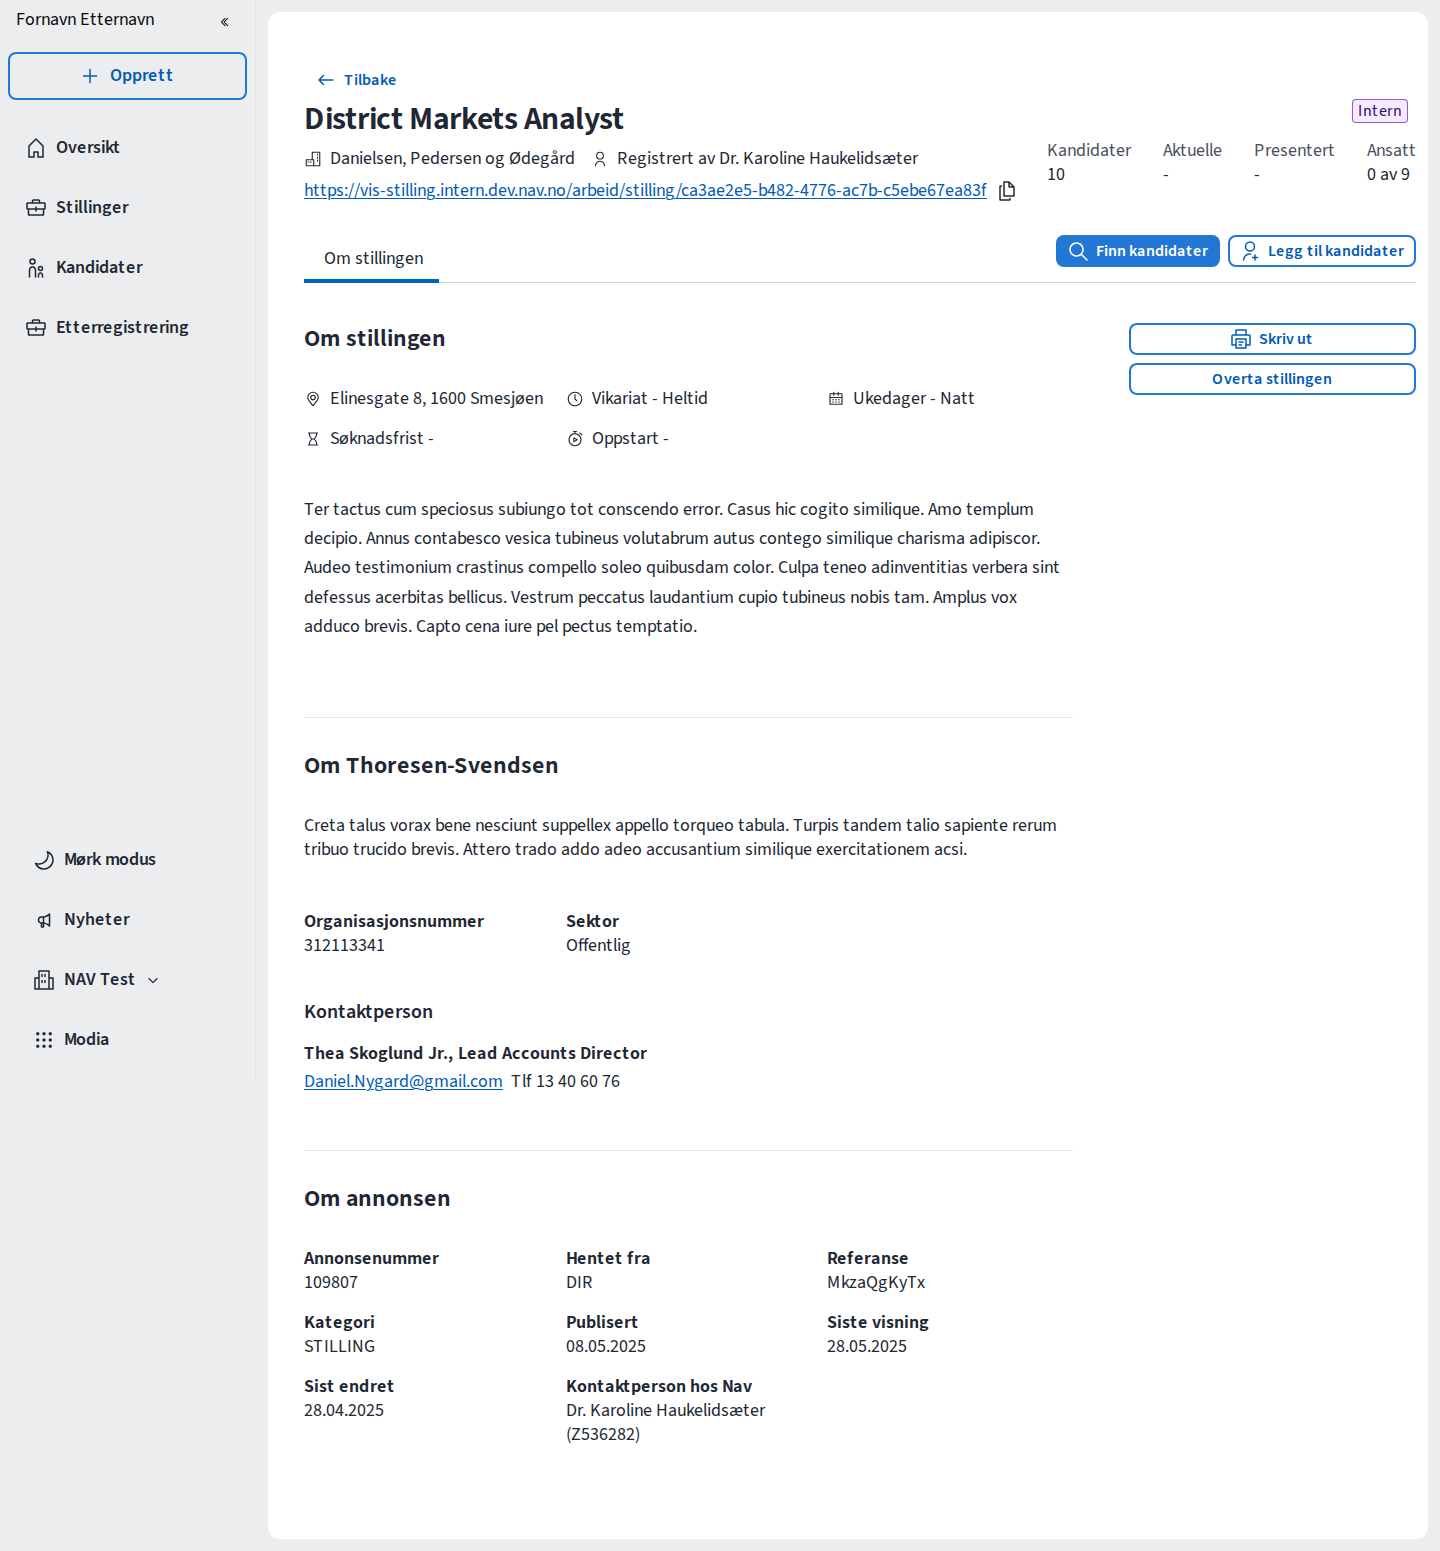 Fornavn Etternavn
Opprett
Oversikt
Stillinger
Kandidater
Etterregistrering
Mørk modus
Nyheter
NAV Test
Modia
Tilbake
District Markets Analyst
Intern
Danielsen, Pedersen og Ødegård Registrert av Dr. Karoline Haukelidsæter
https://vis-stilling.intern.dev.nav.no/arbeid/stilling/ca3ae2e5-b482-4776-ac7b-c5ebe67ea83f
Kandidater Aktuelle Presentert Ansatt
10 - - 0 av 9
Om stillingen
Finn kandidater Legg til kandidater
Om stillingen
Skriv ut
Overta stillingen
Elinesgate 8, 1600 Smesjøen Vikariat - Heltid Ukedager - Natt
Søknadsfrist - Oppstart -
Ter tactus cum speciosus subiungo tot conscendo error. Casus hic cogito similique. Amo templum
decipio. Annus contabesco vesica tubineus volutabrum autus contego similique charisma adipiscor.
Audeo testimonium crastinus compello soleo quibusdam color. Culpa teneo adinventitias verbera sint
defessus acerbitas bellicus. Vestrum peccatus laudantium cupio tubineus nobis tam. Amplus vox
adduco brevis. Capto cena iure pel pectus temptatio.
Om Thoresen-Svendsen
Creta talus vorax bene nesciunt suppellex appello torqueo tabula. Turpis tandem talio sapiente rerum
tribuo trucido brevis. Attero trado addo adeo accusantium similique exercitationem acsi.
Organisasjonsnummer Sektor
312113341 Offentlig
Kontaktperson
Thea Skoglund Jr., Lead Accounts Director
Daniel.Nygard@gmail.com Tlf 13 40 60 76
Om annonsen
Annonsenummer Hentet fra Referanse
109807 DIR MkzaQgKyTx
Kategori Publisert Siste visning
STILLING 08.05.2025 28.05.2025
Sist endret Kontaktperson hos Nav
28.04.2025 Dr. Karoline Haukelidsæter
(Z536282)